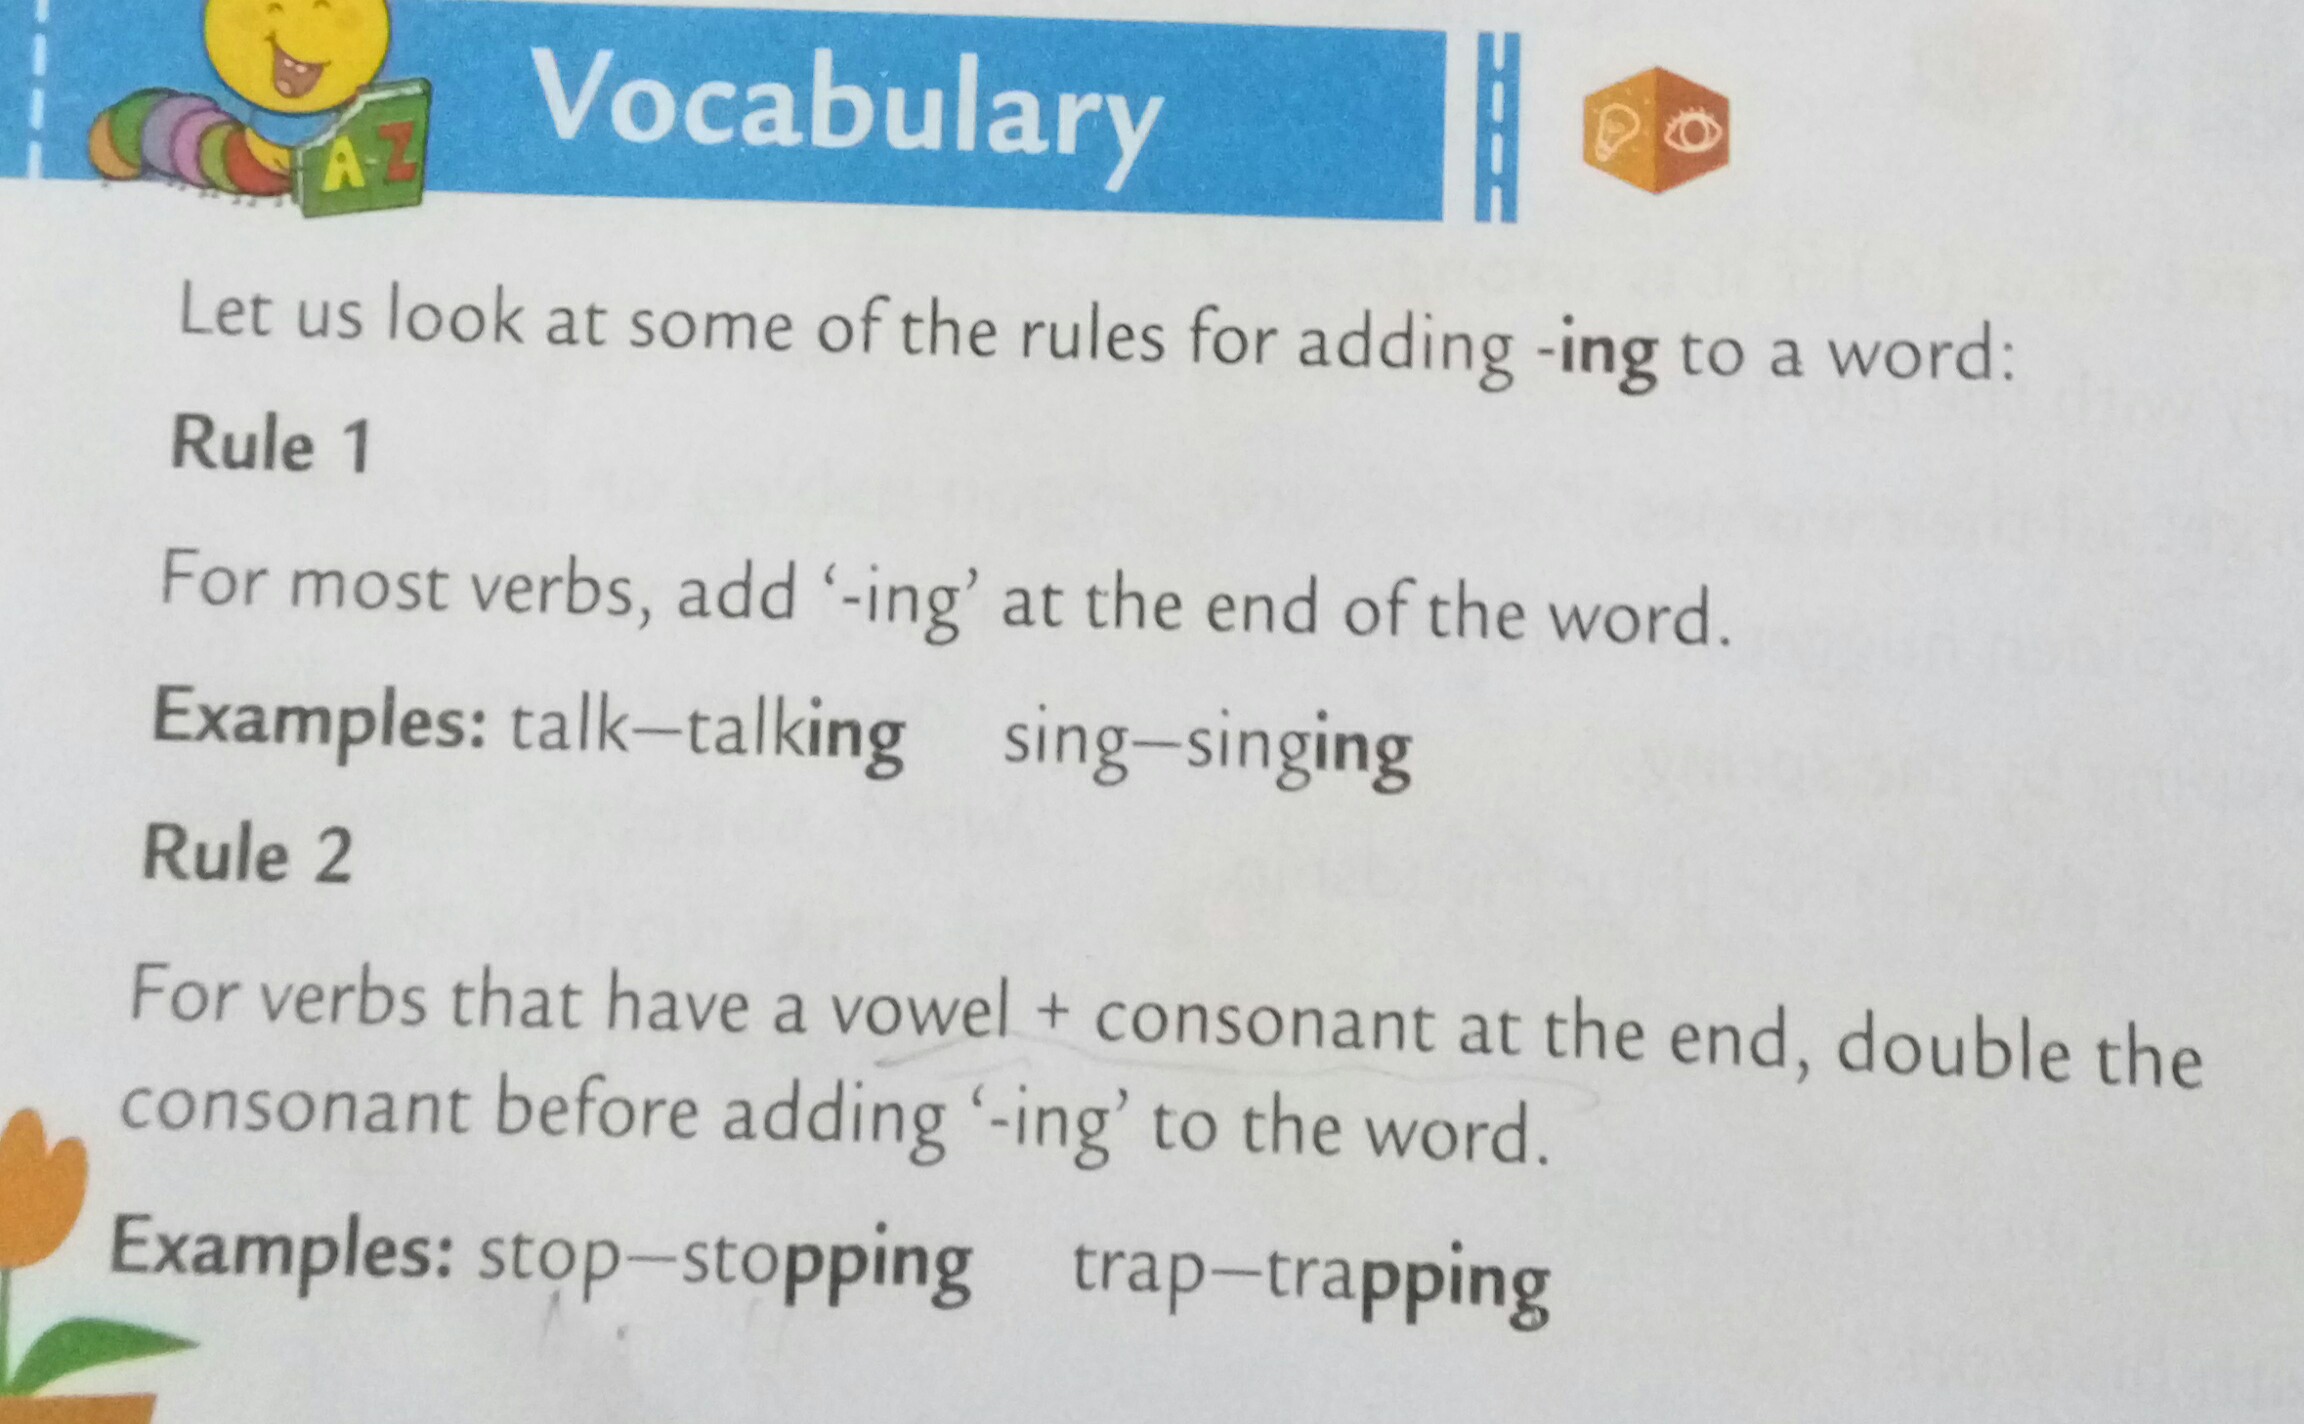 Vocabulary
A-Z
Let us look at some of the rules for adding -ing to a word:
Rule 1
For most verbs, add ‘-ing’ at the end of the word.
Examples: talk—talking sing—singing
Rule 2
For verbs that have a vowel + consonant at the end, double the
consonant before adding ‘-ing’ to the word.
Examples: stop—stopping trap—trapping